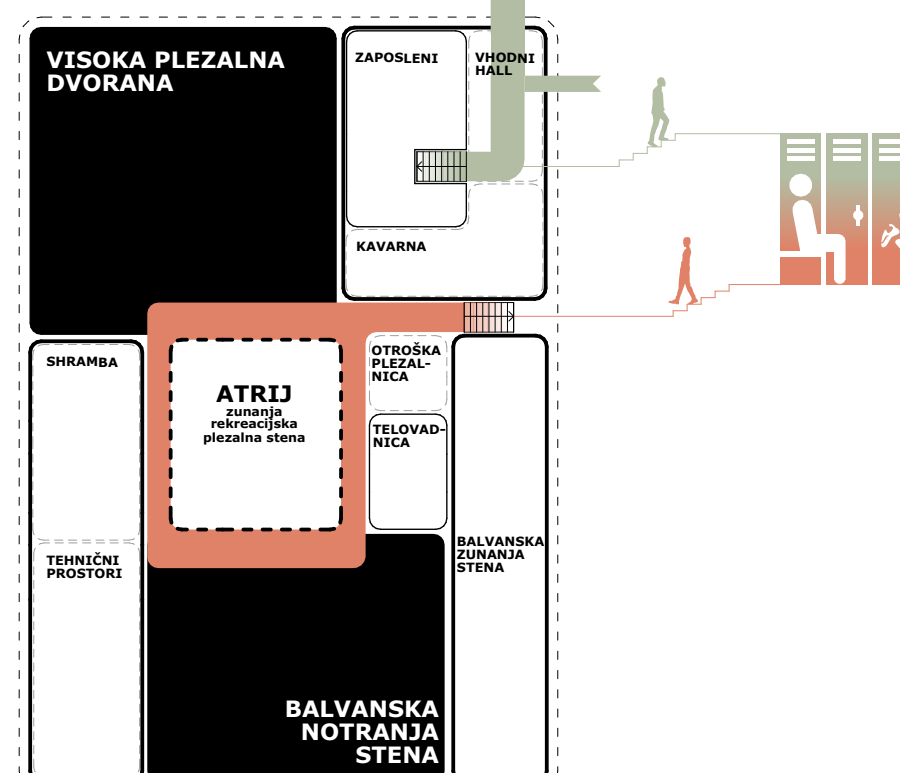 VISOKA PLEZALNA
DVORANA
ZAPOSLENI
VHODNI
HALL
KAVARNA
SHRAMBA
ATRIJ
zunanja
rekreacijska
plezalna stena
OTROŠKA
PLEZAL-
NICA
TELOVAD-
NICA
TEHNIČNI
PROSTORI
BALVANSKA
ZUNANJA
STENA
BALVANSKA
NOTRANJA
STENA